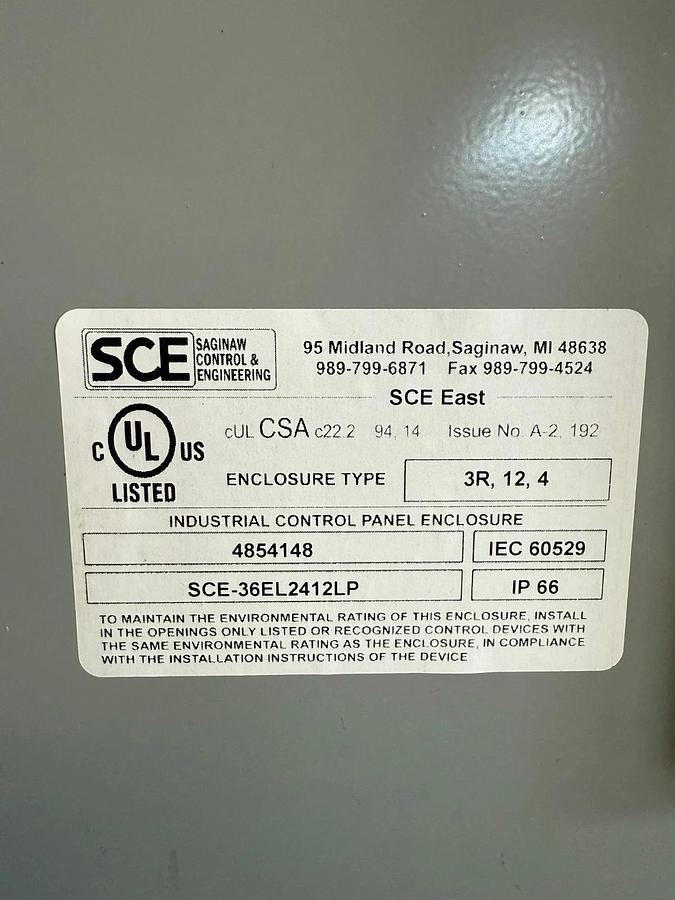 SCE SAGINAW CONTROL & ENGINEERING
95 Midland Road,Saginaw, MI 48638
989-799-6871 Fax 989-799-4524
SCE East
C UL US LISTED
cUL CSA c22.2 94, 14 Issue No. A-2, 192
ENCLOSURE TYPE 3R, 12, 4
INDUSTRIAL CONTROL PANEL ENCLOSURE
4854148 IEC 60529
SCE-36EL2412LP IP 66
TO MAINTAIN THE ENVIRONMENTAL RATING OF THIS ENCLOSURE, INSTALL
IN THE OPENINGS ONLY LISTED OR RECOGNIZED CONTROL DEVICES WITH
THE SAME ENVIRONMENTAL RATING AS THE ENCLOSURE, IN COMPLIANCE
WITH THE INSTALLATION INSTRUCTIONS OF THE DEVICE